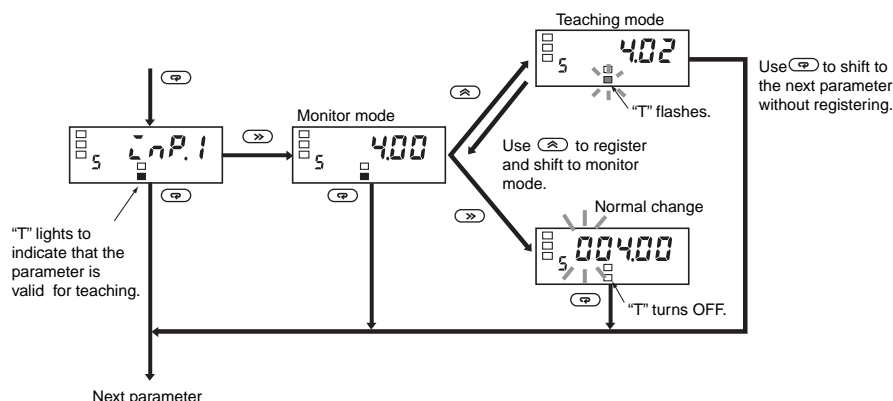 Teaching mode
S 4.02
"T" flashes.
Use to shift to
the next parameter
without registering.
Monitor mode
S inP.1
S 4.00
Use to register
and shift to monitor
mode.
Normal change
S 004.00
"T" turns OFF.
"T" lights to
indicate that the
parameter is
valid for teaching.
Next parameter